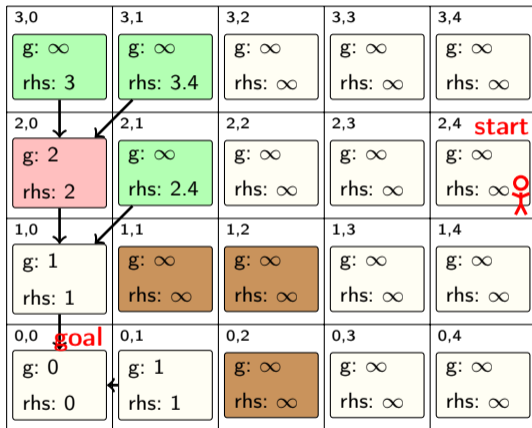 3,0 3,1 3,2 3,3 3,4
g: ∞ g: ∞ g: ∞ g: ∞ g: ∞
rhs: 3 rhs: 3.4 rhs: ∞ rhs: ∞ rhs: ∞
2,0 2,1 2,2 2,3 2,4 start
g: 2 g: ∞ g: ∞ g: ∞ g: ∞
rhs: 2 rhs: 2.4 rhs: ∞ rhs: ∞ rhs: ∞
1,0 1,1 1,2 1,3 1,4
g: 1 g: ∞ g: ∞ g: ∞ g: ∞
rhs: 1 rhs: ∞ rhs: ∞ rhs: ∞ rhs: ∞
0,0 goal 0,1 0,2 0,3 0,4
g: 0 g: 1 g: ∞ g: ∞ g: ∞
rhs: 0 rhs: 1 rhs: ∞ rhs: ∞ rhs: ∞